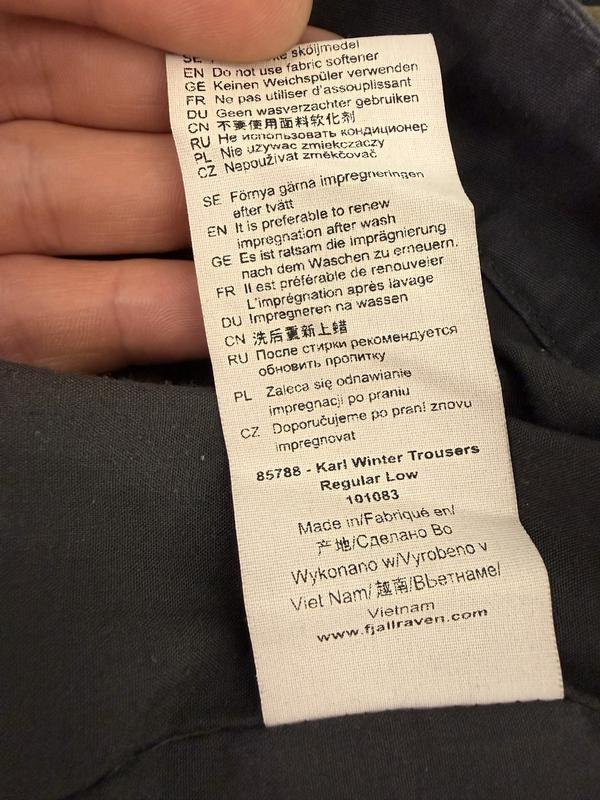 SE sköljmedel
EN Do not use fabric softener
GE Keinen Weichspüler verwenden
FR Ne pas utiliser d'assouplissant
DU Geen wasverzachter gebruiken
CN 不要使用面料软化剂
RU Не использовать кондиционер
PL Nie uzywac zmiekczaczy
CZ Nepouživat změkčovač
SE Förnya gärna impregneringen
efter tvätt
EN It is preferable to renew
impregnation after wash
GE Es ist ratsam die Imprägnierung
nach dem Waschen zu erneuern.
FR Il est préférable de renouveler
L'imprégnation après lavage
DU Impregneren na wassen
CN 洗后重新上蜡
RU После стирки рекомендуется
обновить пропитку
PL Zaleca się odnawianie
impregnacji po praniu
CZ Doporučujeme po praní znovu
impregnovat
85788 - Karl Winter Trousers
Regular Low
101083
Made in/Fabriqué en/
产地/Сделано Во
Wykonano w/Vyrobeno v
Viet Nam/越南/Вьетнаме/
Vietnam
www.fjallraven.com